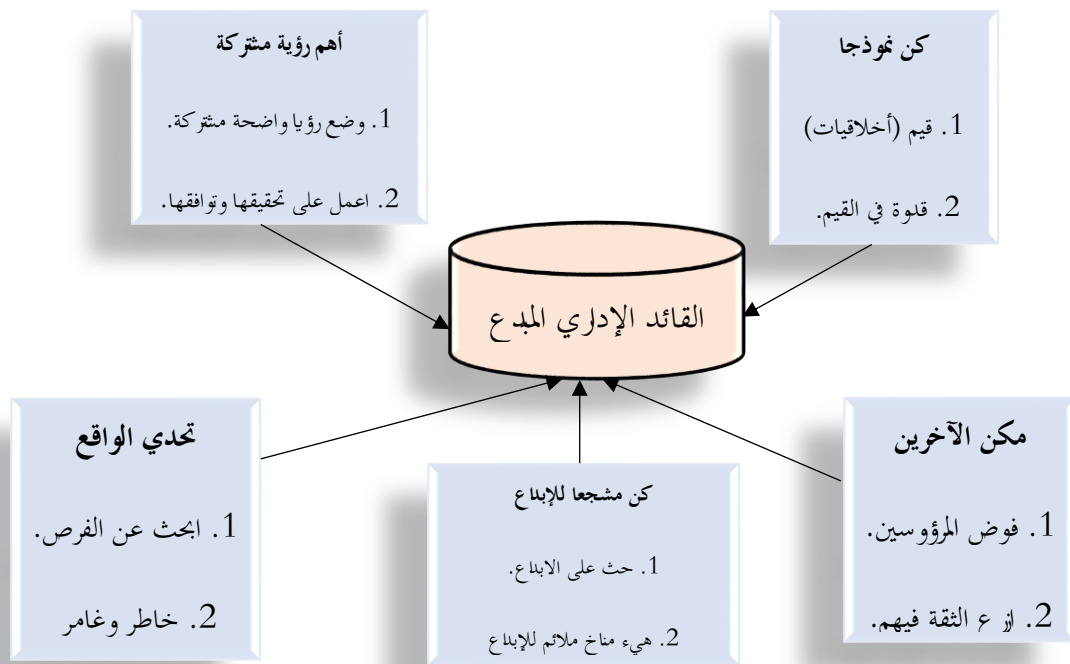 كن نموذجا
1. قيم (أخلاقيات)
2. قدوة في القيم.
أهم رؤية مشتركة
1. وضع رؤيا واضحة مشتركة.
2. اعمل على تحقيقها وتوافقها.
القائد الإداري المبدع
مكن الآخرين
1. فوض المرؤوسين.
2. ازرع الثقة فيهم.
كن مشجعا للإبداع
1. حث على الابداع.
2. هيء مناخ ملائم للإبداع
تحدي الواقع
1. ابحث عن الفرص.
2. خاطر وغامر